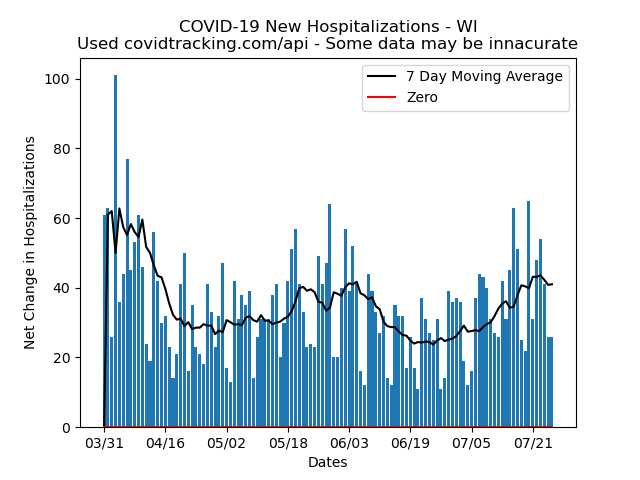 COVID-19 New Hospitalizations - WI
Used covidtracking.com/api - Some data may be innacurate
7 Day Moving Average
Zero
Net Change in Hospitalizations
100
80
60
40
20
0
03/31 04/16 05/02 05/18 06/03 06/19 07/05 07/21
Dates